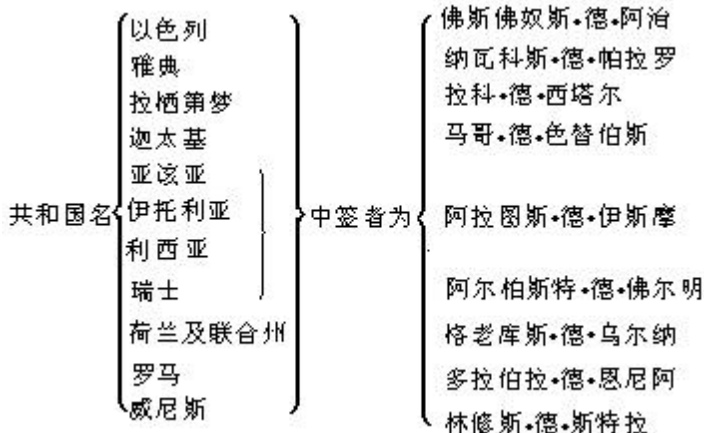 共和国名
以色列
雅典
拉栖第梦
迦太基
亚该亚
伊托利亚
利西亚
瑞士
荷兰及联合州
罗马
威尼斯
中签者为
佛斯佛奴斯·德·阿治
纳瓦科斯·德·帕拉罗
拉科·德·西塔尔
马哥·德·色替伯斯
阿拉图斯·德·伊斯摩
阿尔柏斯特·德·佛尔明
格老库斯·德·乌尔纳
多拉伯拉·德·恩尼阿
林修斯·德·斯特拉